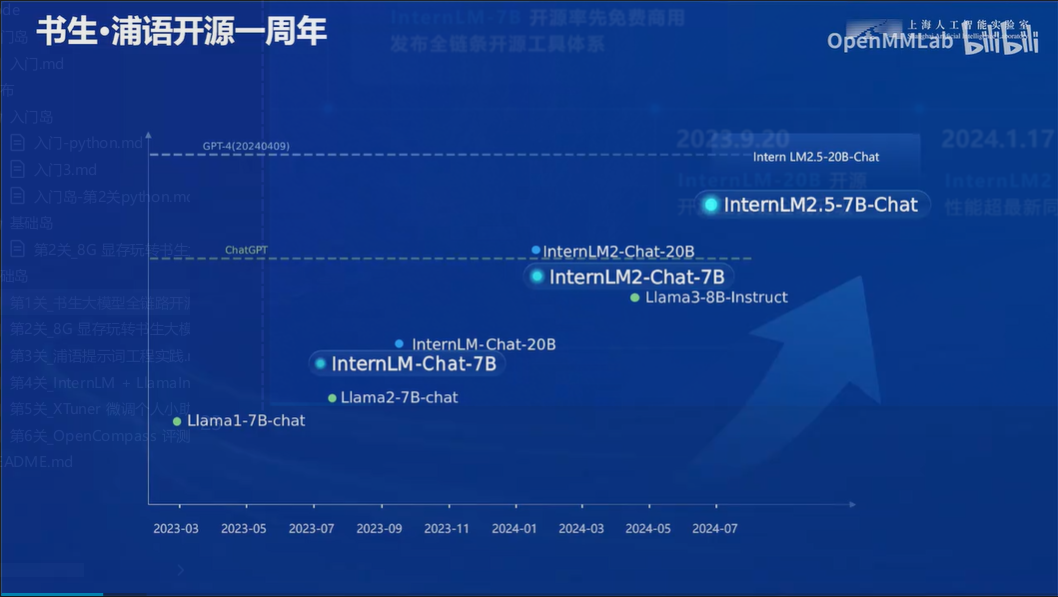 书生•浦语开源一周年
InternLM-7B 开源率先免费商用
发布全链条开源工具体系
上海人工智能实验室
Shanghai Artificial Intelligence Laboratory
OpenMMLab bilibili
入门.md
入门岛
入门-python.md
入门3.md
入门岛-第2关python.md
基础岛
第2关_8G 显存玩转书生
第1关_书生大模型全链路开源
第2关_8G 显存玩转书生大模
第3关_浦语提示词工程实践.
第4关_InternLM + LlamaIn
第5关_XTuner 微调个人小助
第6关_OpenCompass 评测
README.md
2023.9.20
2024.1.17
InternLM-20B 开源
InternLM2
性能超最新同
GPT-4(20240409)
Intern LM2.5-20B-Chat
InternLM2.5-7B-Chat
ChatGPT
InternLM2-Chat-20B
InternLM2-Chat-7B
Llama3-8B-Instruct
InternLM-Chat-20B
InternLM-Chat-7B
Llama2-7B-chat
Llama1-7B-chat
2023-03 2023-05 2023-07 2023-09 2023-11 2024-01 2024-03 2024-05 2024-07